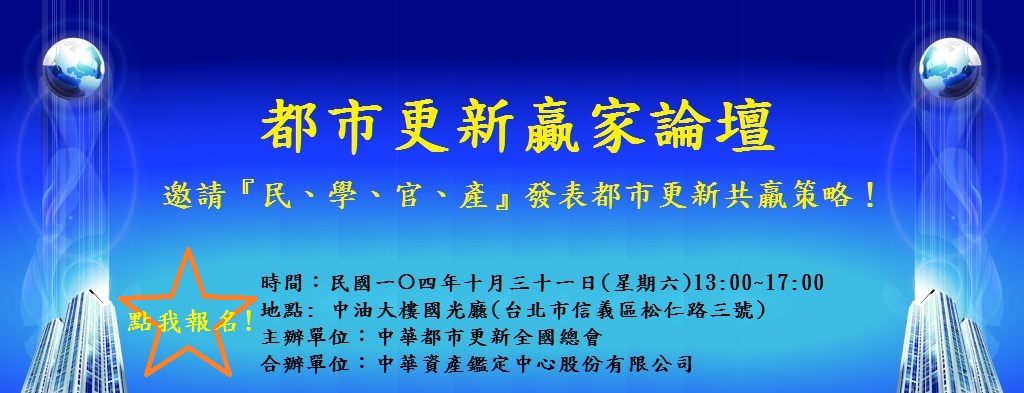 都市更新贏家論壇
邀請『民、學、官、產』發表都市更新共贏策略！
時間：民國一〇四年十月三十一日(星期六)13:00~17:00
地點: 中油大樓國光廳(台北市信義區松仁路三號)
點我報名!
主辦單位：中華都市更新全國總會
合辦單位：中華資產鑑定中心股份有限公司